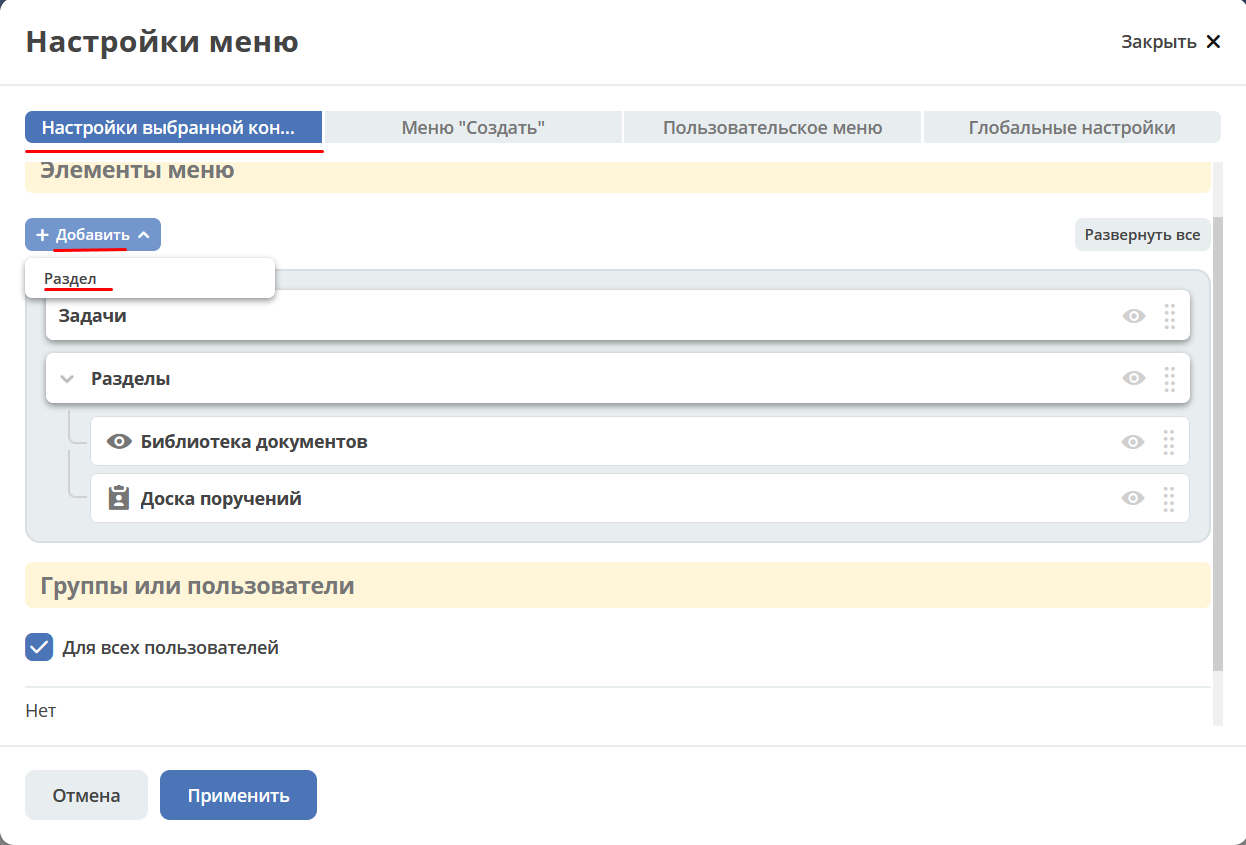 Настройки меню
Закрыть
Настройки выбранной кон...
Меню "Создать"
Пользовательское меню
Глобальные настройки
Элементы меню
Добавить
Развернуть все
Раздел
Задачи
Разделы
Библиотека документов
Доска поручений
Группы или пользователи
Для всех пользователей
Нет
Отмена
Применить